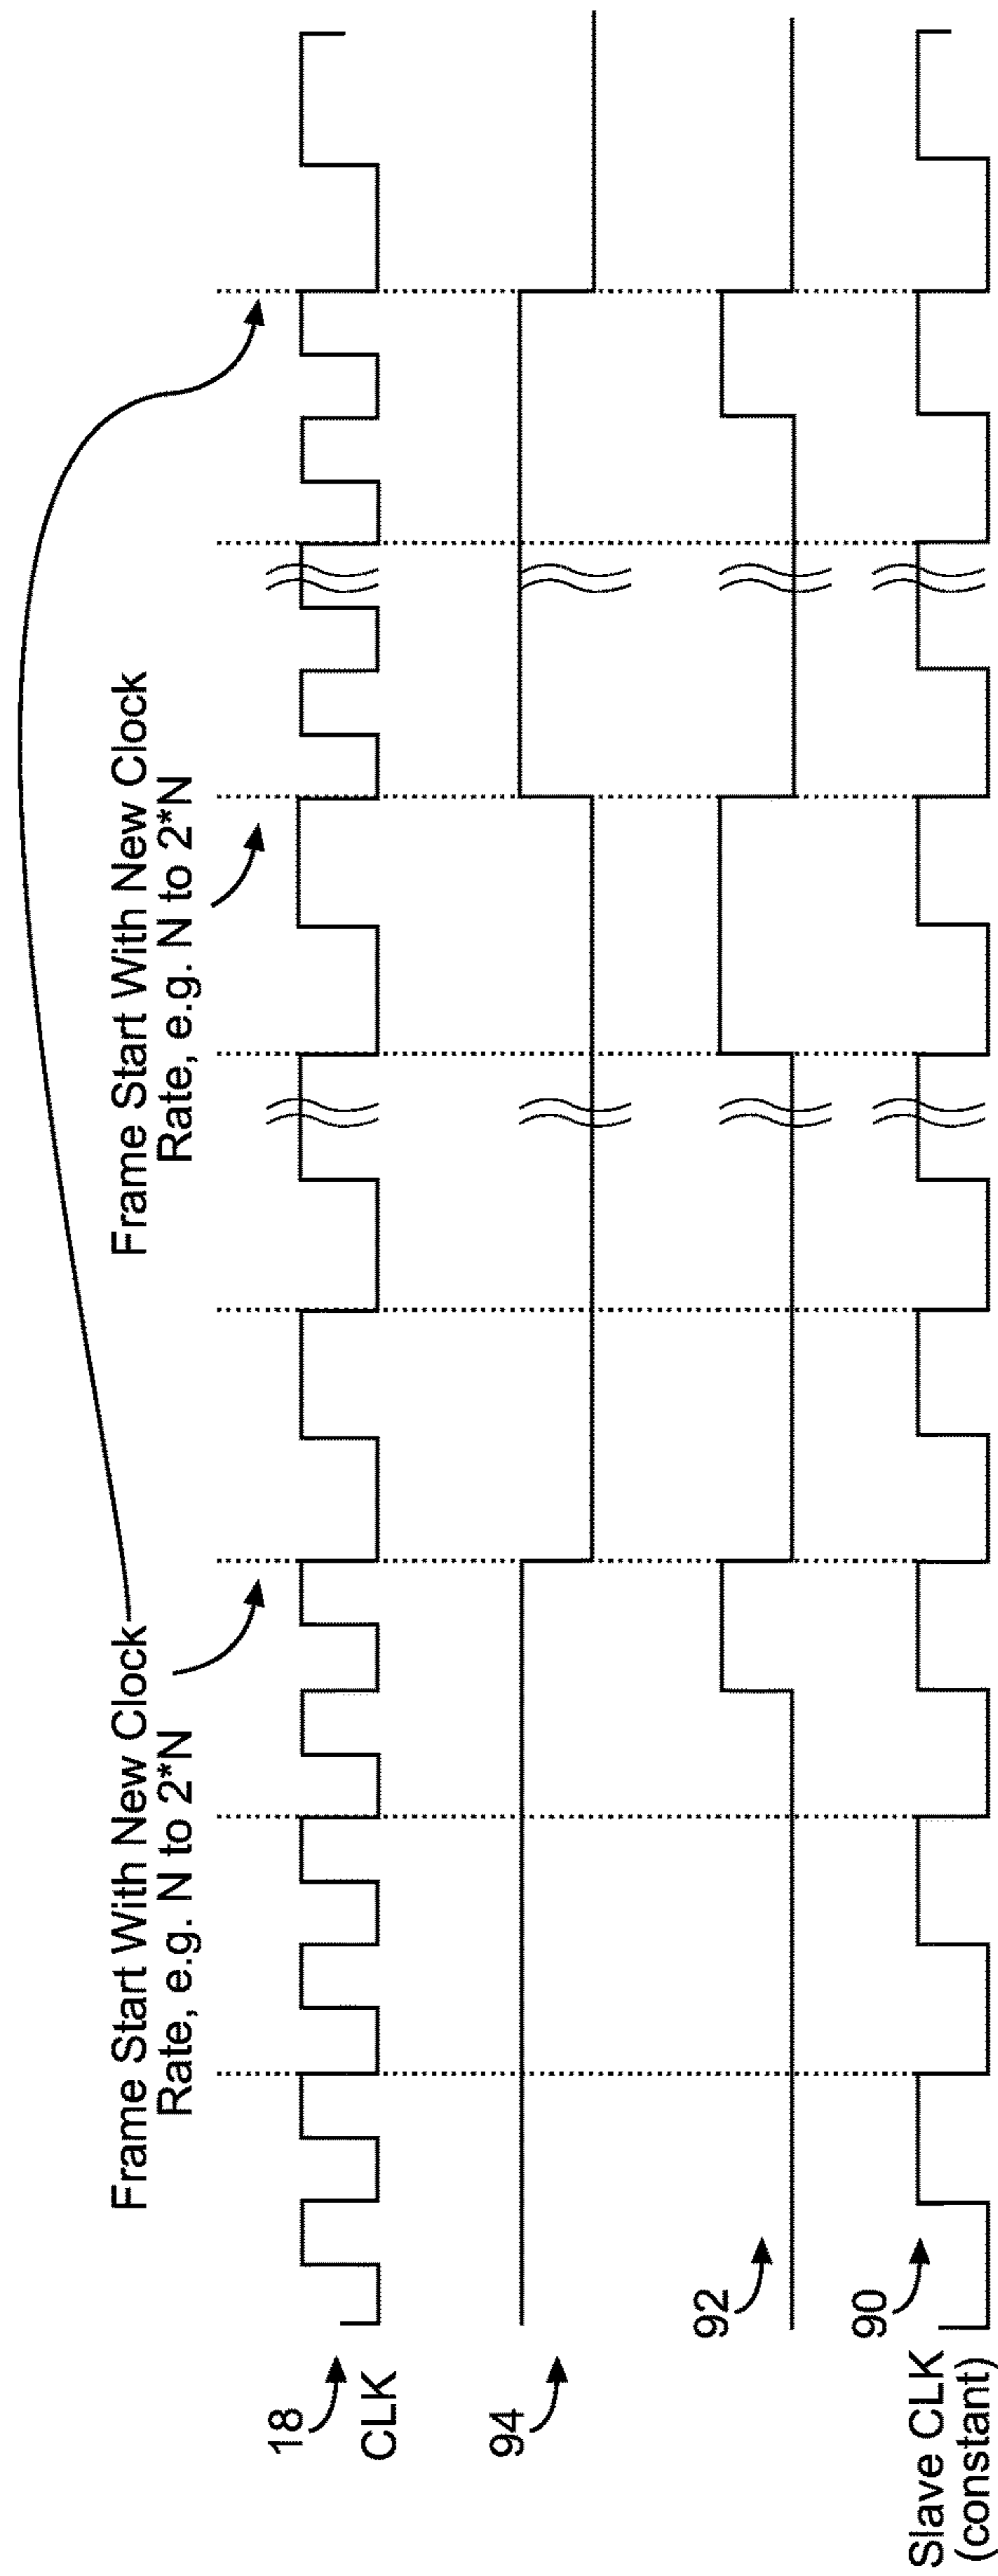 Frame Start With New Clock
Rate, e.g. N to 2*N
Frame Start With New Clock
Rate, e.g. N to 2*N
18
CLK
94
92
90
Slave CLK
(constant)